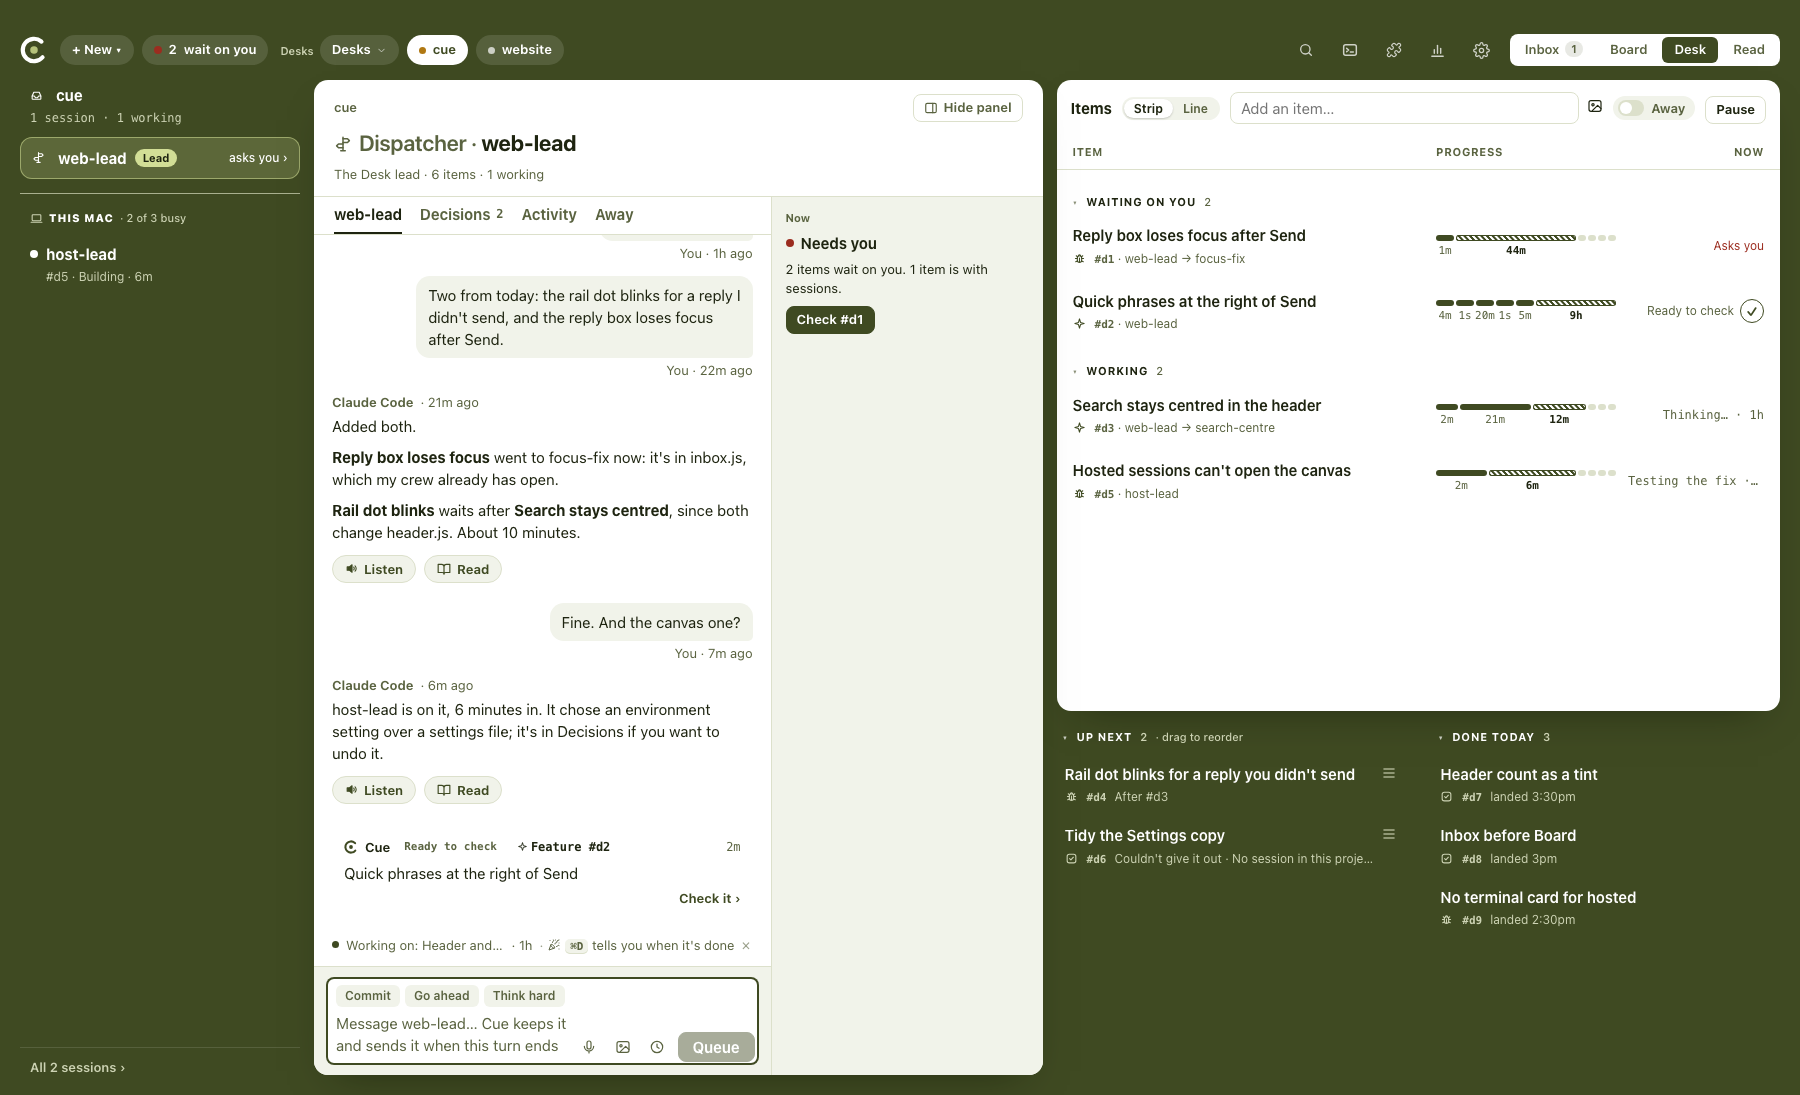 + New ▾
2 wait on you
Desks
Desks
cue
website
Inbox 1
Board
Desk
Read
cue
1 session · 1 working
web-lead Lead asks you ›
THIS MAC · 2 of 3 busy
host-lead
#d5 · Building · 6m
All 2 sessions ›
cue
Hide panel
Dispatcher · web-lead
The Desk lead · 6 items · 1 working
web-lead
Decisions 2
Activity
Away
You · 1h ago
Two from today: the rail dot blinks for a reply I
didn't send, and the reply box loses focus
after Send.
You · 22m ago
Claude Code · 21m ago
Added both.
Reply box loses focus went to focus-fix now: it's in inbox.js,
which my crew already has open.
Rail dot blinks waits after Search stays centred, since both
change header.js. About 10 minutes.
Listen
Read
Fine. And the canvas one?
You · 7m ago
Claude Code · 6m ago
host-lead is on it, 6 minutes in. It chose an environment
setting over a settings file; it's in Decisions if you want to
undo it.
Listen
Read
Cue Ready to check Feature #d2 2m
Quick phrases at the right of Send
Check it ›
Working on: Header and... · 1h · ⌘D tells you when it's done ×
Commit
Go ahead
Think hard
Message web-lead... Cue keeps it
and sends it when this turn ends
Queue
Now
Needs you
2 items wait on you. 1 item is with
sessions.
Check #d1
Items
Strip
Line
Add an item...
Away
Pause
ITEM PROGRESS NOW
WAITING ON YOU 2
Reply box loses focus after Send
#d1 · web-lead → focus-fix
1m 44m
Asks you
Quick phrases at the right of Send
#d2 · web-lead
4m 1s 20m 1s 5m 9h
Ready to check
WORKING 2
Search stays centred in the header
#d3 · web-lead → search-centre
2m 21m 12m
Thinking… · 1h
Hosted sessions can't open the canvas
#d5 · host-lead
2m 6m
Testing the fix ·…
UP NEXT 2 · drag to reorder
Rail dot blinks for a reply you didn't send
#d4 After #d3
Tidy the Settings copy
#d6 Couldn't give it out · No session in this proje...
DONE TODAY 3
Header count as a tint
#d7 landed 3:30pm
Inbox before Board
#d8 landed 3pm
No terminal card for hosted
#d9 landed 2:30pm